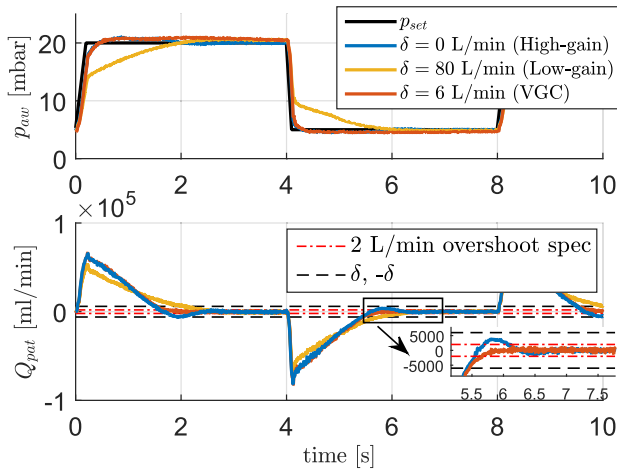 p_set
δ = 0 L/min (High-gain)
δ = 80 L/min (Low-gain)
δ = 6 L/min (VGC)
p_aw [mbar]
20
10
0
0 2 4 6 8 10
× 10^5
2 L/min overshoot spec
δ, -δ
Q_pat [ml/min]
1
0
-1
5000
0
-5000
5.5 6 6.5 7 7.5
0 2 4 6 8 10
time [s]